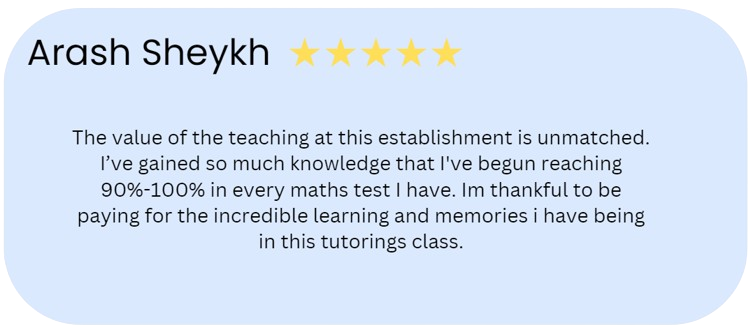 Arash Sheykh ★★★★★
The value of the teaching at this establishment is unmatched.
I’ve gained so much knowledge that I've begun reaching
90%-100% in every maths test I have. Im thankful to be
paying for the incredible learning and memories i have being
in this tutorings class.